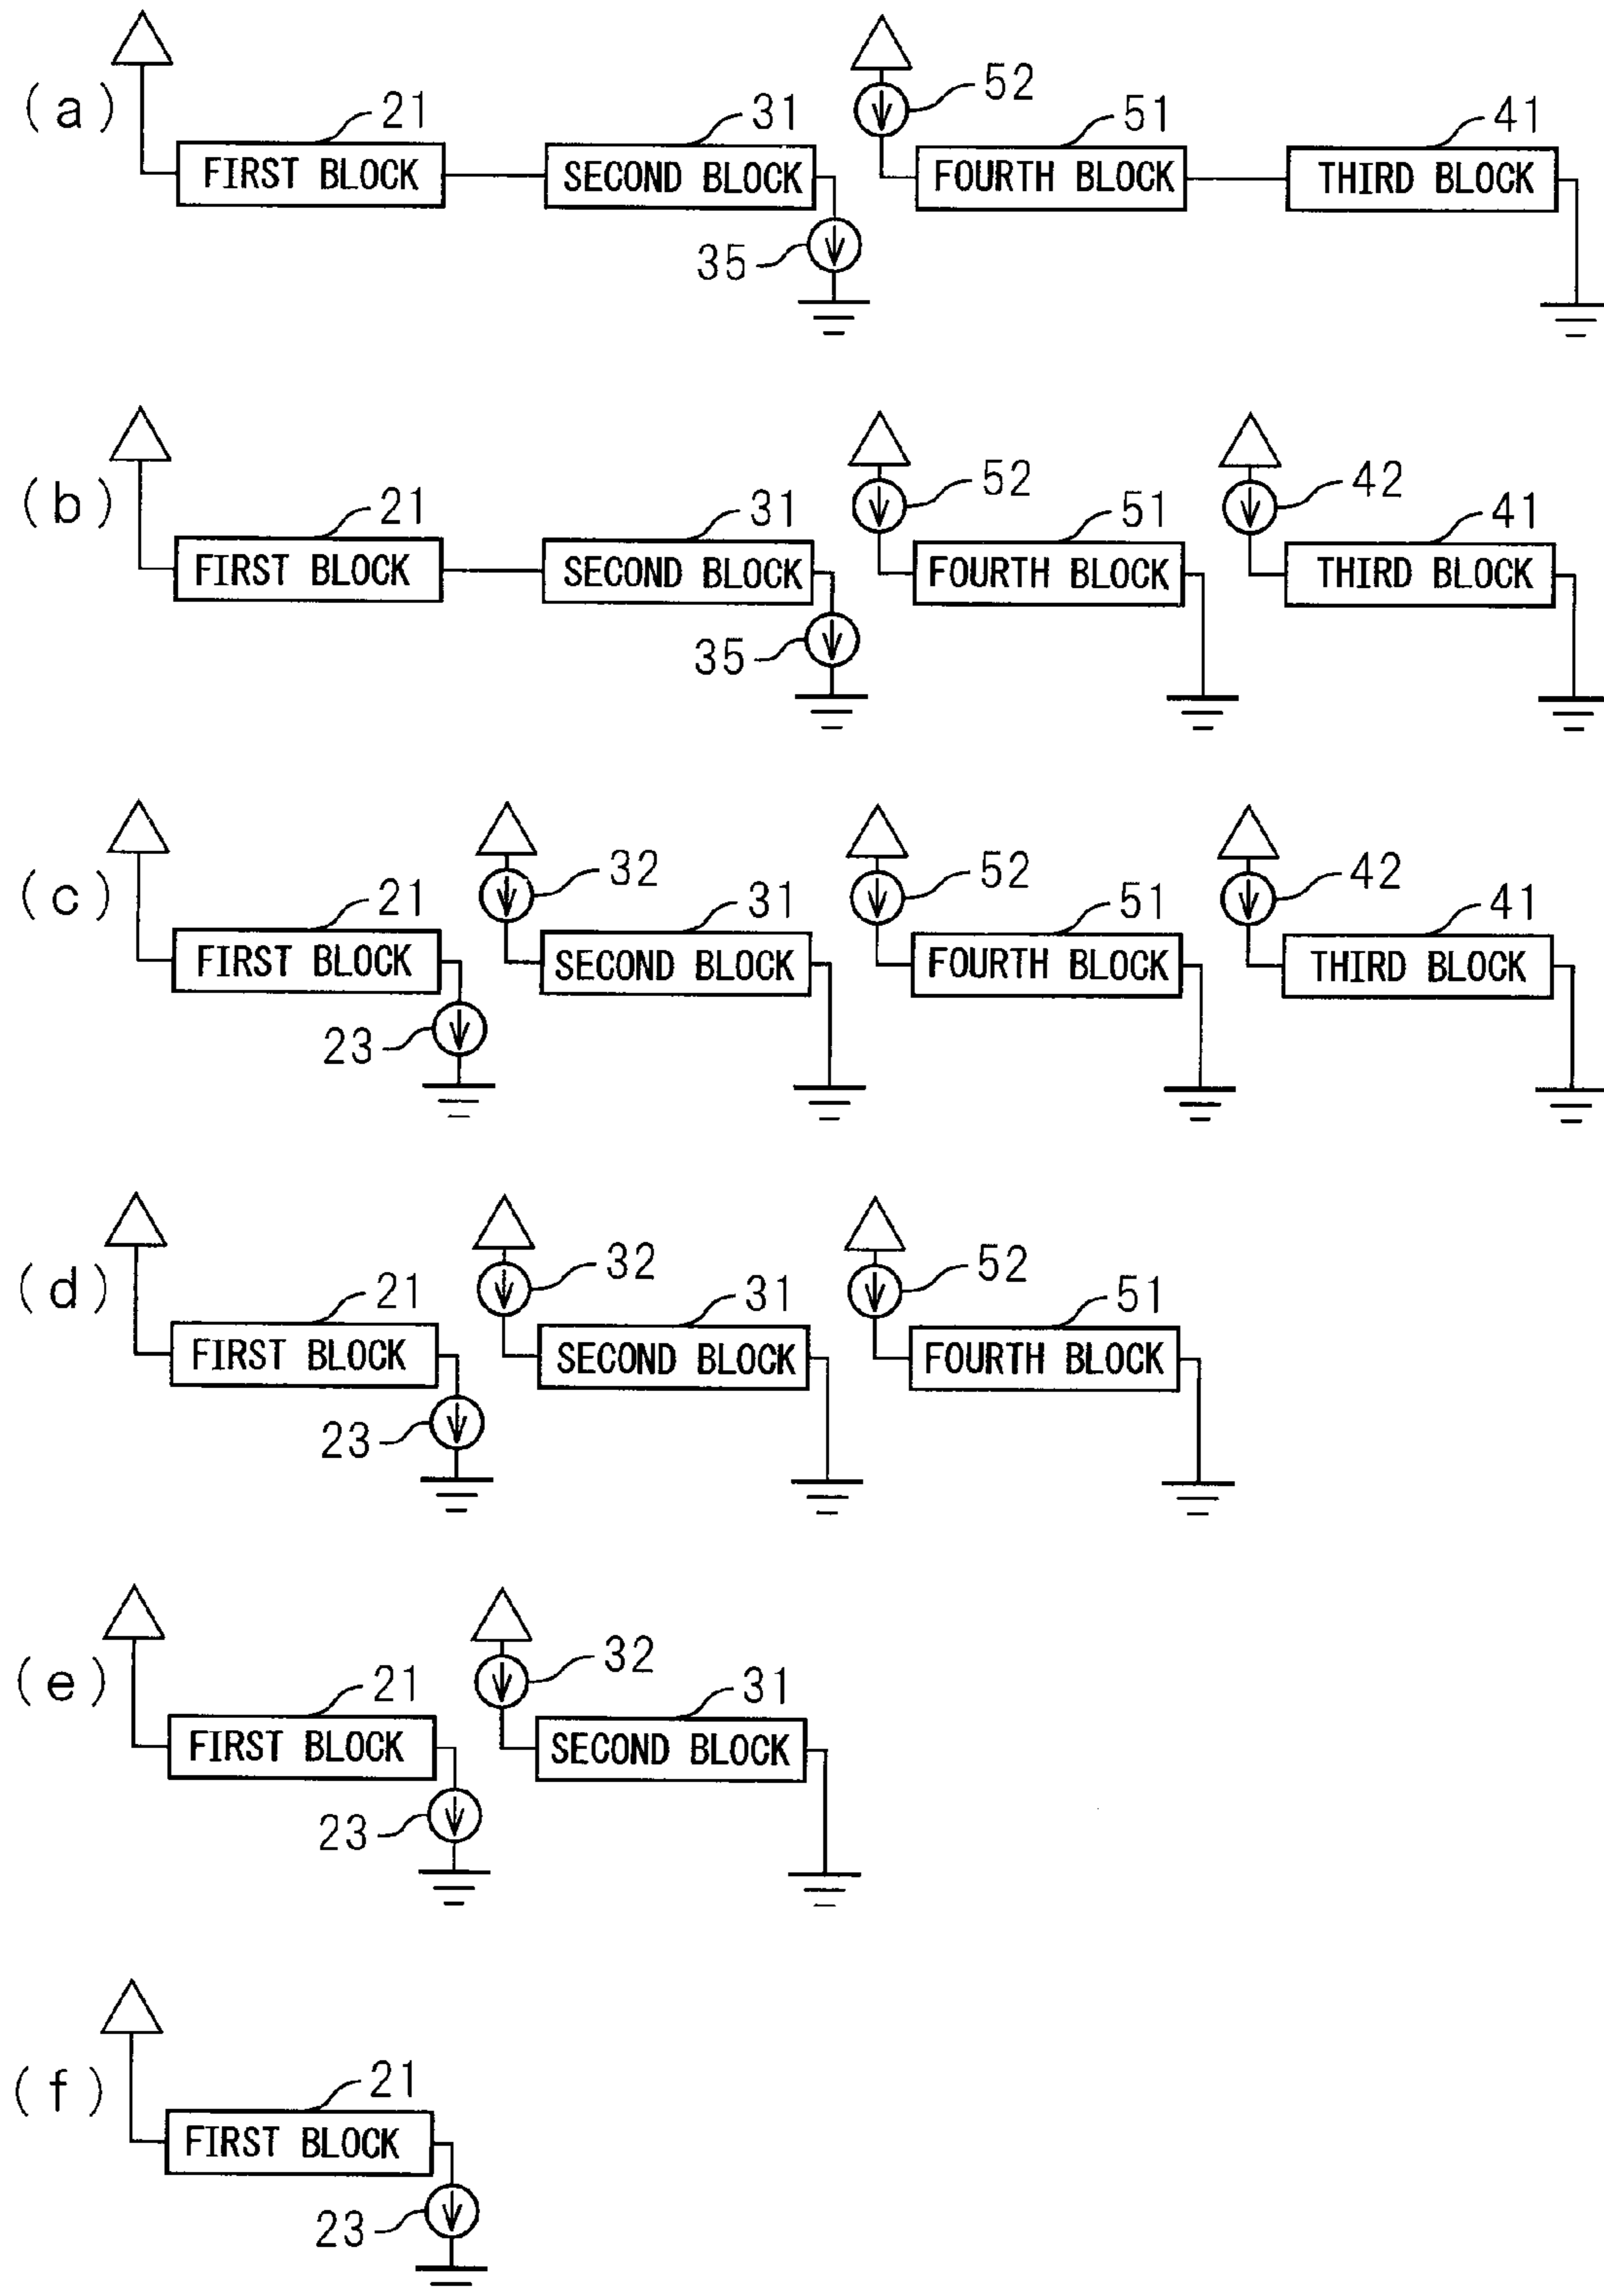 (a)
21 31 52 51 41
FIRST BLOCK SECOND BLOCK FOURTH BLOCK THIRD BLOCK
35
(b)
21 31 52 51 42 41
FIRST BLOCK SECOND BLOCK FOURTH BLOCK THIRD BLOCK
35
(c)
21 32 31 52 51 42 41
FIRST BLOCK SECOND BLOCK FOURTH BLOCK THIRD BLOCK
23
(d)
21 32 31 52 51
FIRST BLOCK SECOND BLOCK FOURTH BLOCK
23
(e)
21 32 31
FIRST BLOCK SECOND BLOCK
23
(f)
21
FIRST BLOCK
23